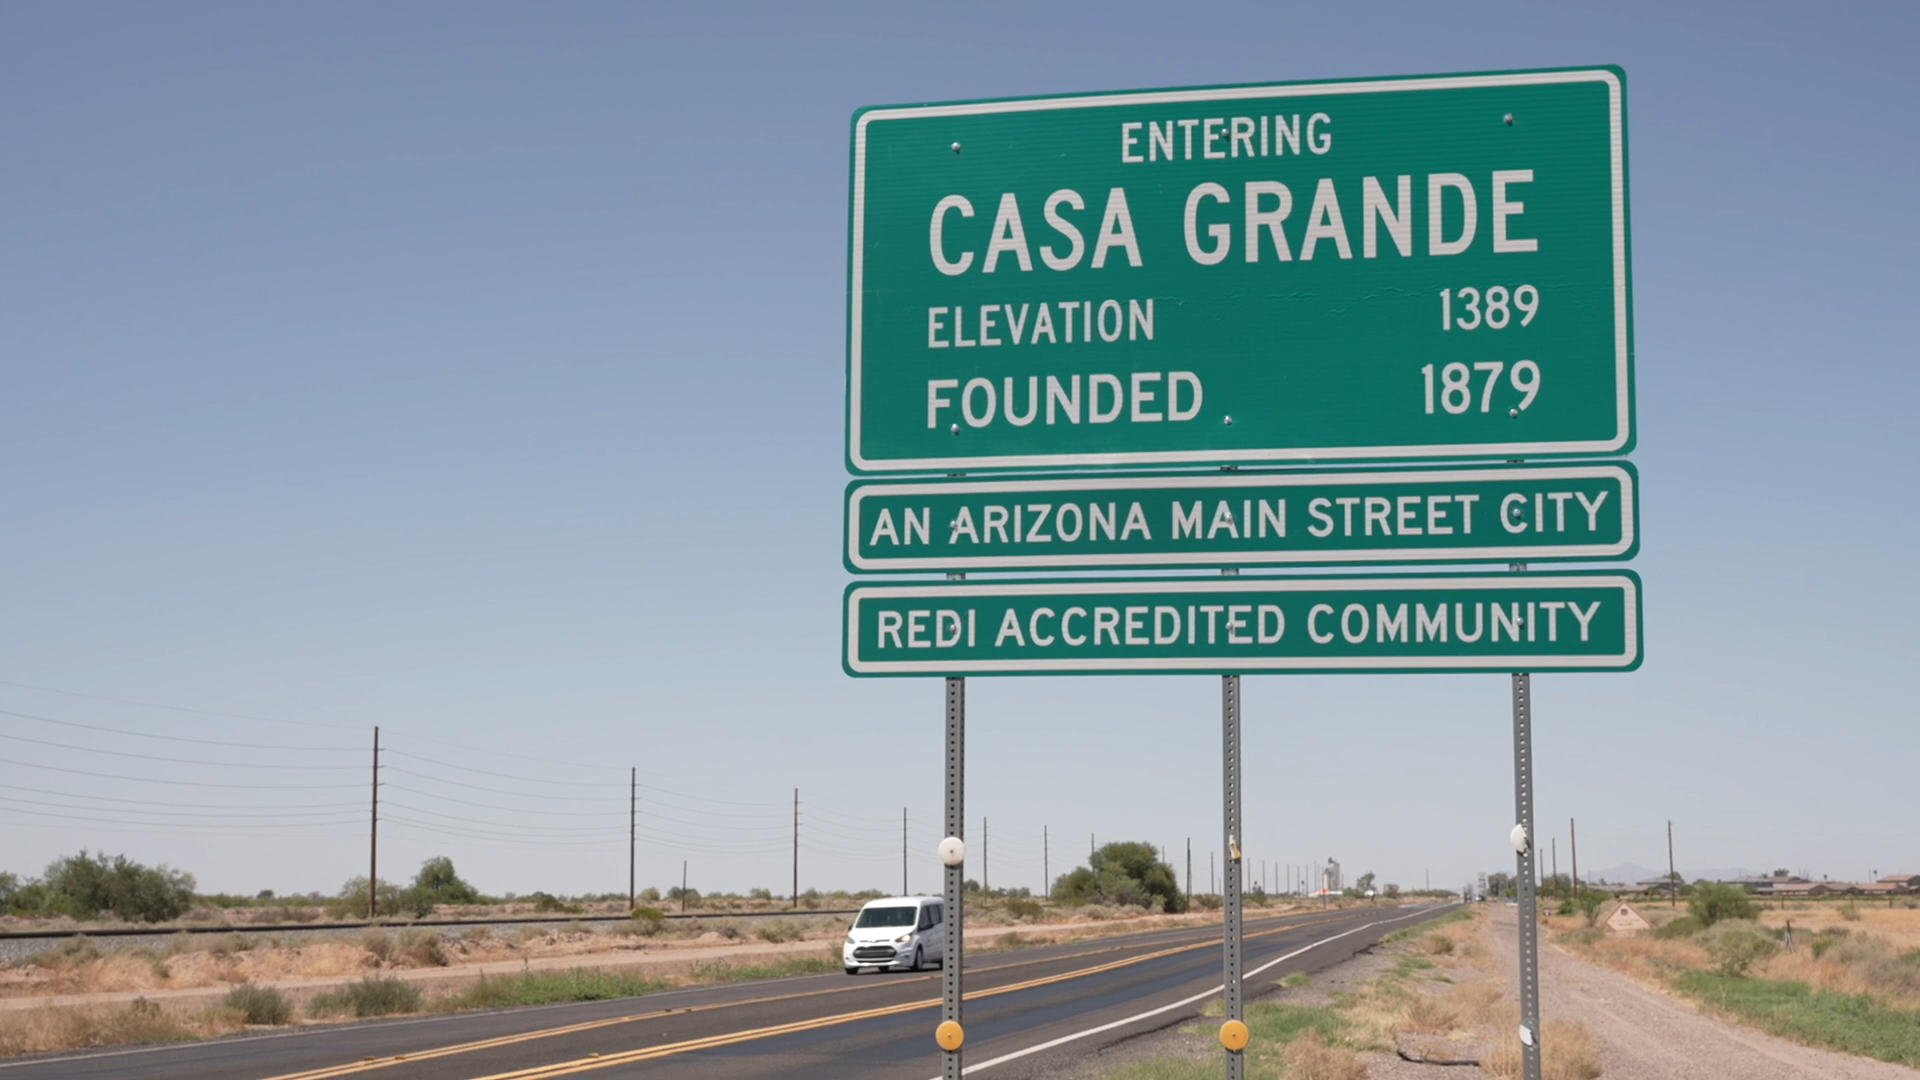 ENTERING
CASA GRANDE
ELEVATION 1389
FOUNDED 1879
AN ARIZONA MAIN STREET CITY
REDI ACCREDITED COMMUNITY